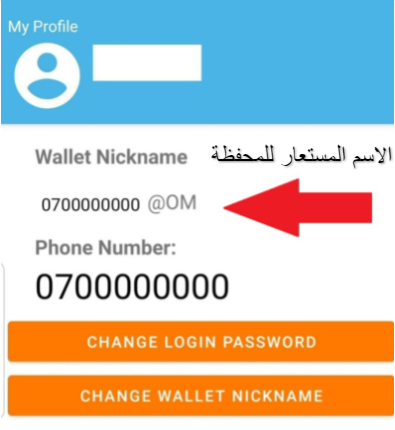 My Profile
Wallet Nickname الاسم المستعار للمحفظة
0700000000 @OM
Phone Number:
0700000000
CHANGE LOGIN PASSWORD
CHANGE WALLET NICKNAME